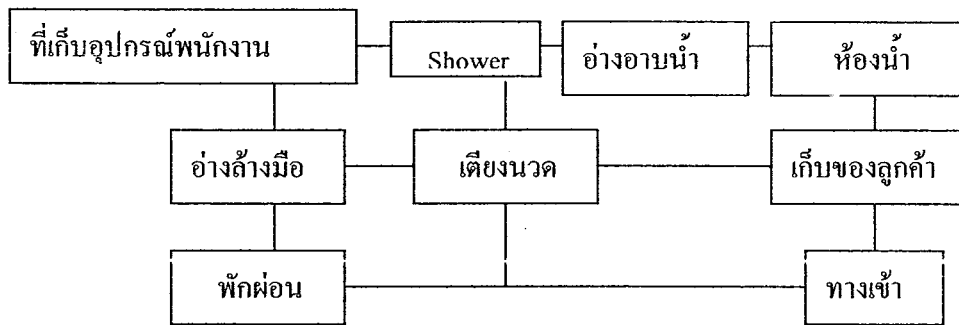 ที่เก็บอุปกรณ์พนักงาน
Shower
อ่างอาบน้ำ
ห้องน้ำ
อ่างล้างมือ
เตียงนวด
เก็บของลูกค้า
พักผ่อน
ทางเข้า